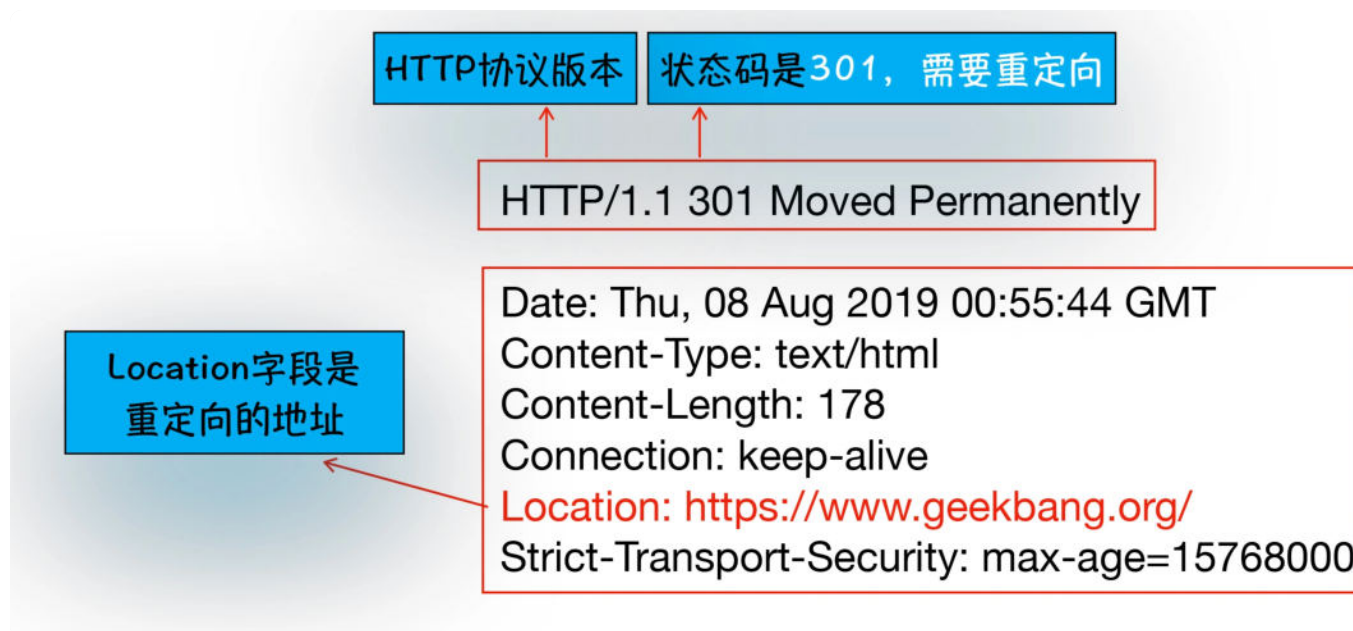 HTTP协议版本
状态码是301，需要重定向
HTTP/1.1 301 Moved Permanently
Date: Thu, 08 Aug 2019 00:55:44 GMT
Content-Type: text/html
Content-Length: 178
Connection: keep-alive
Location: https://www.geekbang.org/
Strict-Transport-Security: max-age=15768000
Location字段是
重定向的地址